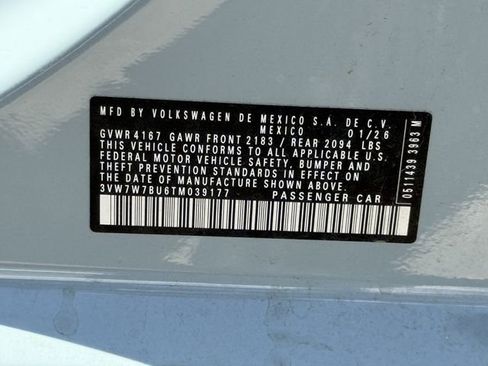 MFD BY VOLKSWAGEN DE MEXICO S.A. DE C.V.
MEXICO 01/26
GVWR 4167 GAWR FRONT 2183 / REAR 2094 LBS
THIS VEHICLE CONFORMS TO ALL APPLICABLE U.S.
FEDERAL MOTOR VEHICLE SAFETY, BUMPER AND
THEFT PREVENTION STANDARDS IN EFFECT ON
THE DATE OF MANUFACTURE SHOWN ABOVE.
3VW7W7BU6TM039177 PASSENGER CAR
0511439 3963 M